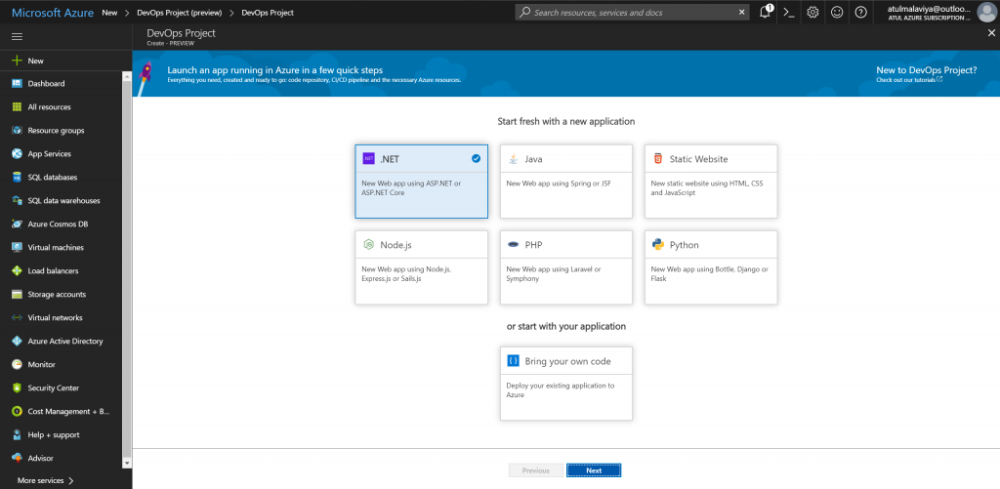 Microsoft Azure New > DevOps Project (preview) > DevOps Project
Search resources, services and docs
1
atulmalaviya@outloo...
ATUL AZURE SUBSCRIPTION ...
DevOps Project
Create - PREVIEW
New
Dashboard
All resources
Resource groups
App Services
SQL databases
SQL data warehouses
Azure Cosmos DB
Virtual machines
Load balancers
Storage accounts
Virtual networks
Azure Active Directory
Monitor
Security Center
Cost Management + B...
Help + support
Advisor
More services >
Launch an app running in Azure in a few quick steps
Everything you need, created and ready to go: code repository, CI/CD pipeline and the necessary Azure resources.
New to DevOps Project?
Check out our tutorials
Start fresh with a new application
.NET
New Web app using ASP.NET or
ASP.NET Core
Java
New Web app using Spring or JSF
Static Website
New static website using HTML, CSS
and JavaScript
Node.js
New Web app using Node.js,
Express.js or Sails.js
PHP
New Web app using Laravel or
Symphony
Python
New Web app using Bottle, Django or
Flask
or start with your application
Bring your own code
Deploy your existing application to
Azure
Previous
Next